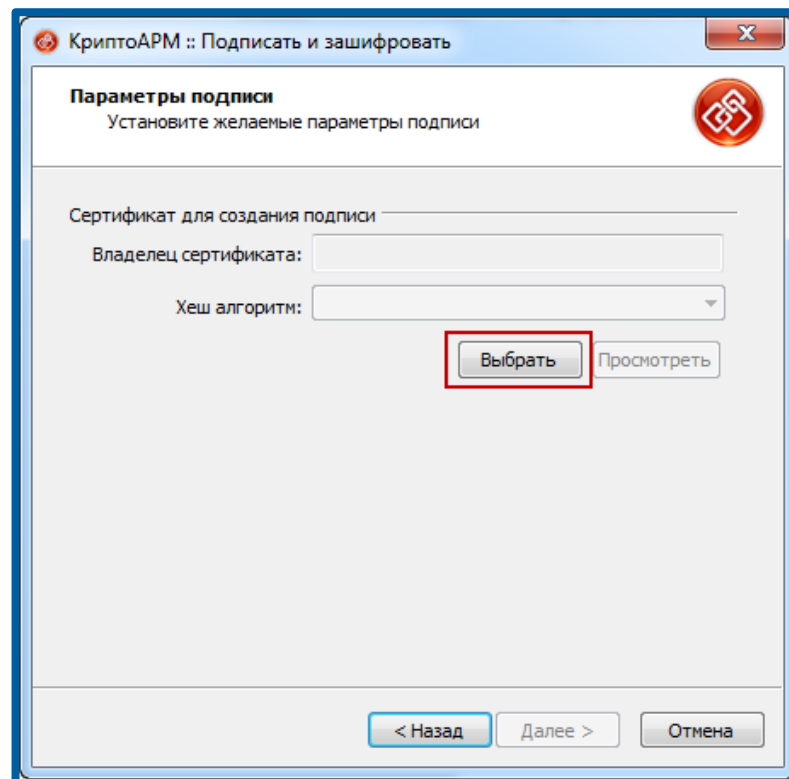 КриптоАРМ :: Подписать и зашифровать
Параметры подписи
Установите желаемые параметры подписи
Сертификат для создания подписи
Владелец сертификата:
Хеш алгоритм:
Выбрать Просмотреть
< Назад Далее > Отмена